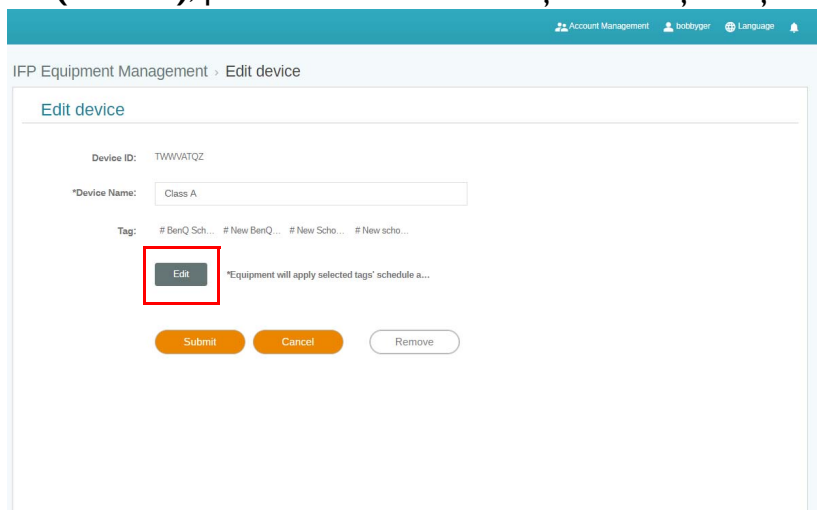 Account Management bobbyger Language
IFP Equipment Management › Edit device
Edit device
Device ID: TWWVATQZ
*Device Name: Class A
Tag: # BenQ Sch... # New BenQ... # New Scho... # New scho...
Edit *Equipment will apply selected tags' schedule a...
Submit Cancel Remove